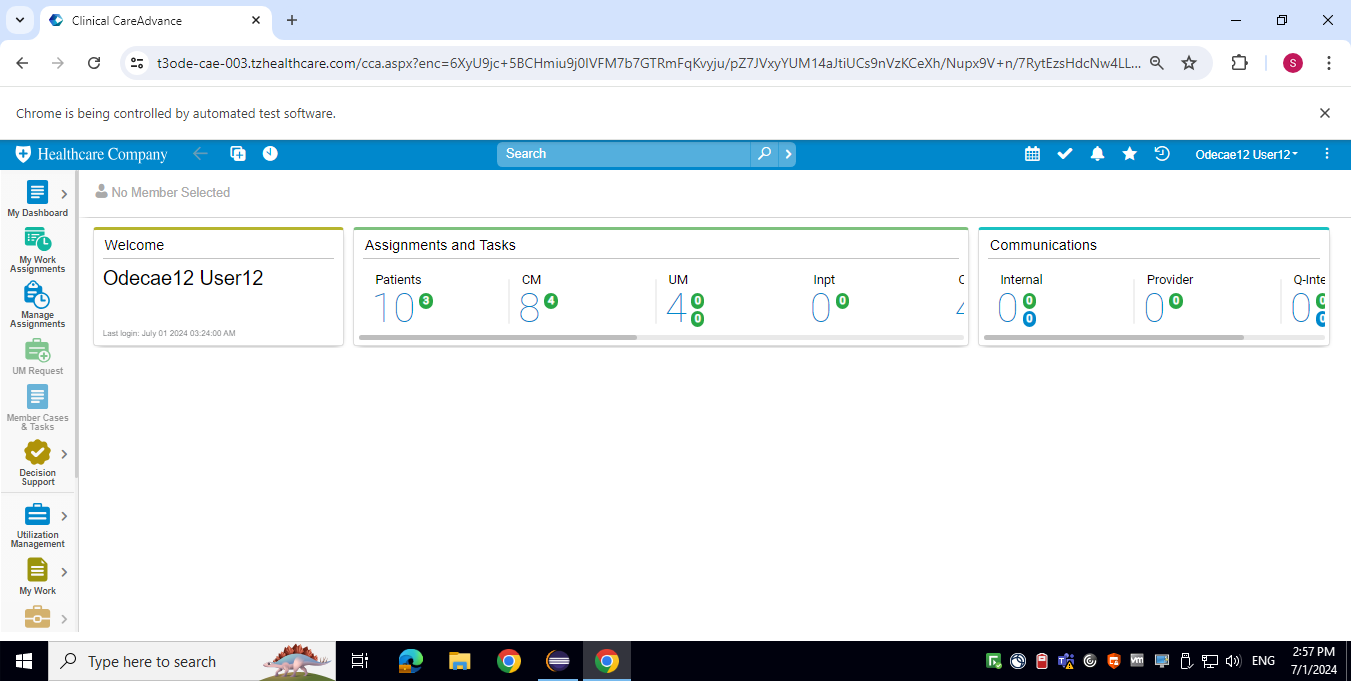 Clinical CareAdvance
t3ode-cae-003.tzhealthcare.com/cca.aspx?enc=6XyU9jc+5BCHmiu9j0IVFM7b7GTRmFqKvyju/pZ7JVxyYUM14aJtiUCs9nVzKCeXh/Nupx9V+n/7RytEzsHdcNw4LL...
S
Chrome is being controlled by automated test software.
Healthcare Company
Search
Odecae12 User12
No Member Selected
My Dashboard
My Work
Assignments
Manage
Assignments
UM Request
Member Cases
& Tasks
Decision
Support
Utilization
Management
My Work
Welcome
Odecae12 User12
Last login: July 01 2024 03:24:00 AM
Assignments and Tasks
Patients
10 3
CM
8 4
UM
4 0
0
Inpt
0 0
Communications
Internal
0 0
0
Provider
0 0
Q-Inte
0 0
0
Type here to search
ENG
2:57 PM
7/1/2024